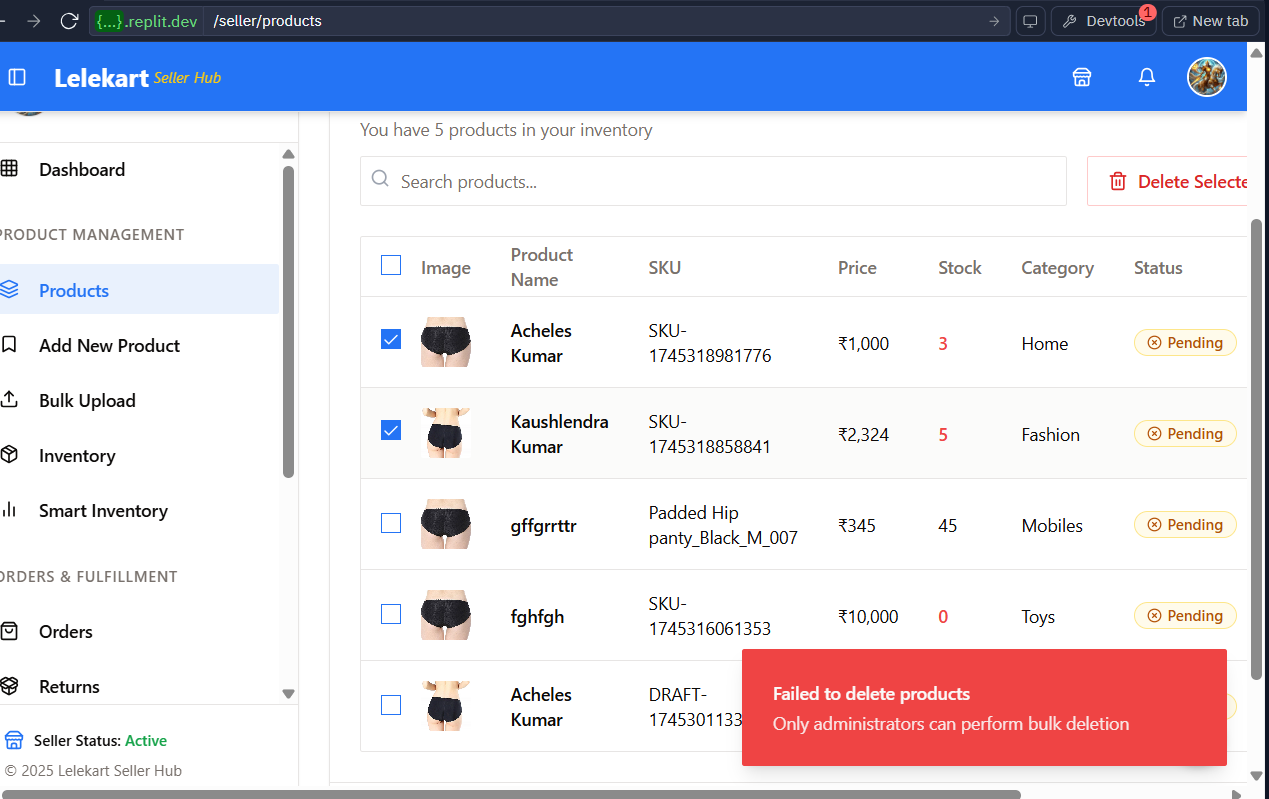 {...}.replit.dev /seller/products
Devtools 1
New tab
Lelekart Seller Hub
You have 5 products in your inventory
Dashboard
PRODUCT MANAGEMENT
Products
Add New Product
Bulk Upload
Inventory
Smart Inventory
ORDERS & FULFILLMENT
Orders
Returns
Seller Status: Active
© 2025 Lelekart Seller Hub
Search products...
Delete Selecte
Image
Product
Name
SKU
Price
Stock
Category
Status
Acheles
Kumar
SKU-
1745318981776
₹1,000
3
Home
Pending
Kaushlendra
Kumar
SKU-
1745318858841
₹2,324
5
Fashion
Pending
gffgrrttr
Padded Hip
panty_Black_M_007
₹345
45
Mobiles
Pending
fghfgh
SKU-
1745316061353
₹10,000
0
Toys
Pending
Acheles
Kumar
DRAFT-
1745301133
Failed to delete products
Only administrators can perform bulk deletion